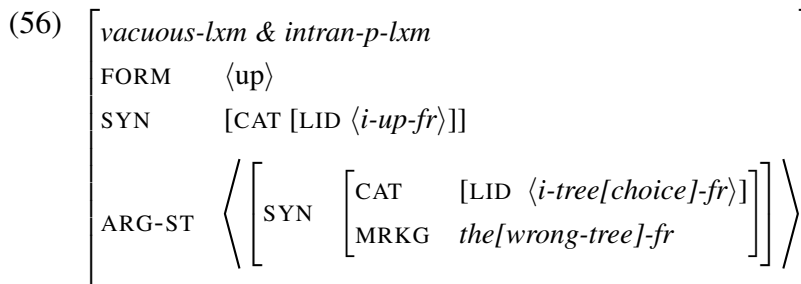 (56)
vacuous-lxm & intran-p-lxm
FORM ⟨up⟩
SYN [CAT [LID ⟨i-up-fr⟩]]
ARG-ST ⟨[SYN [CAT [LID ⟨i-tree[choice]-fr⟩]
MRKG the[wrong-tree]-fr]]⟩